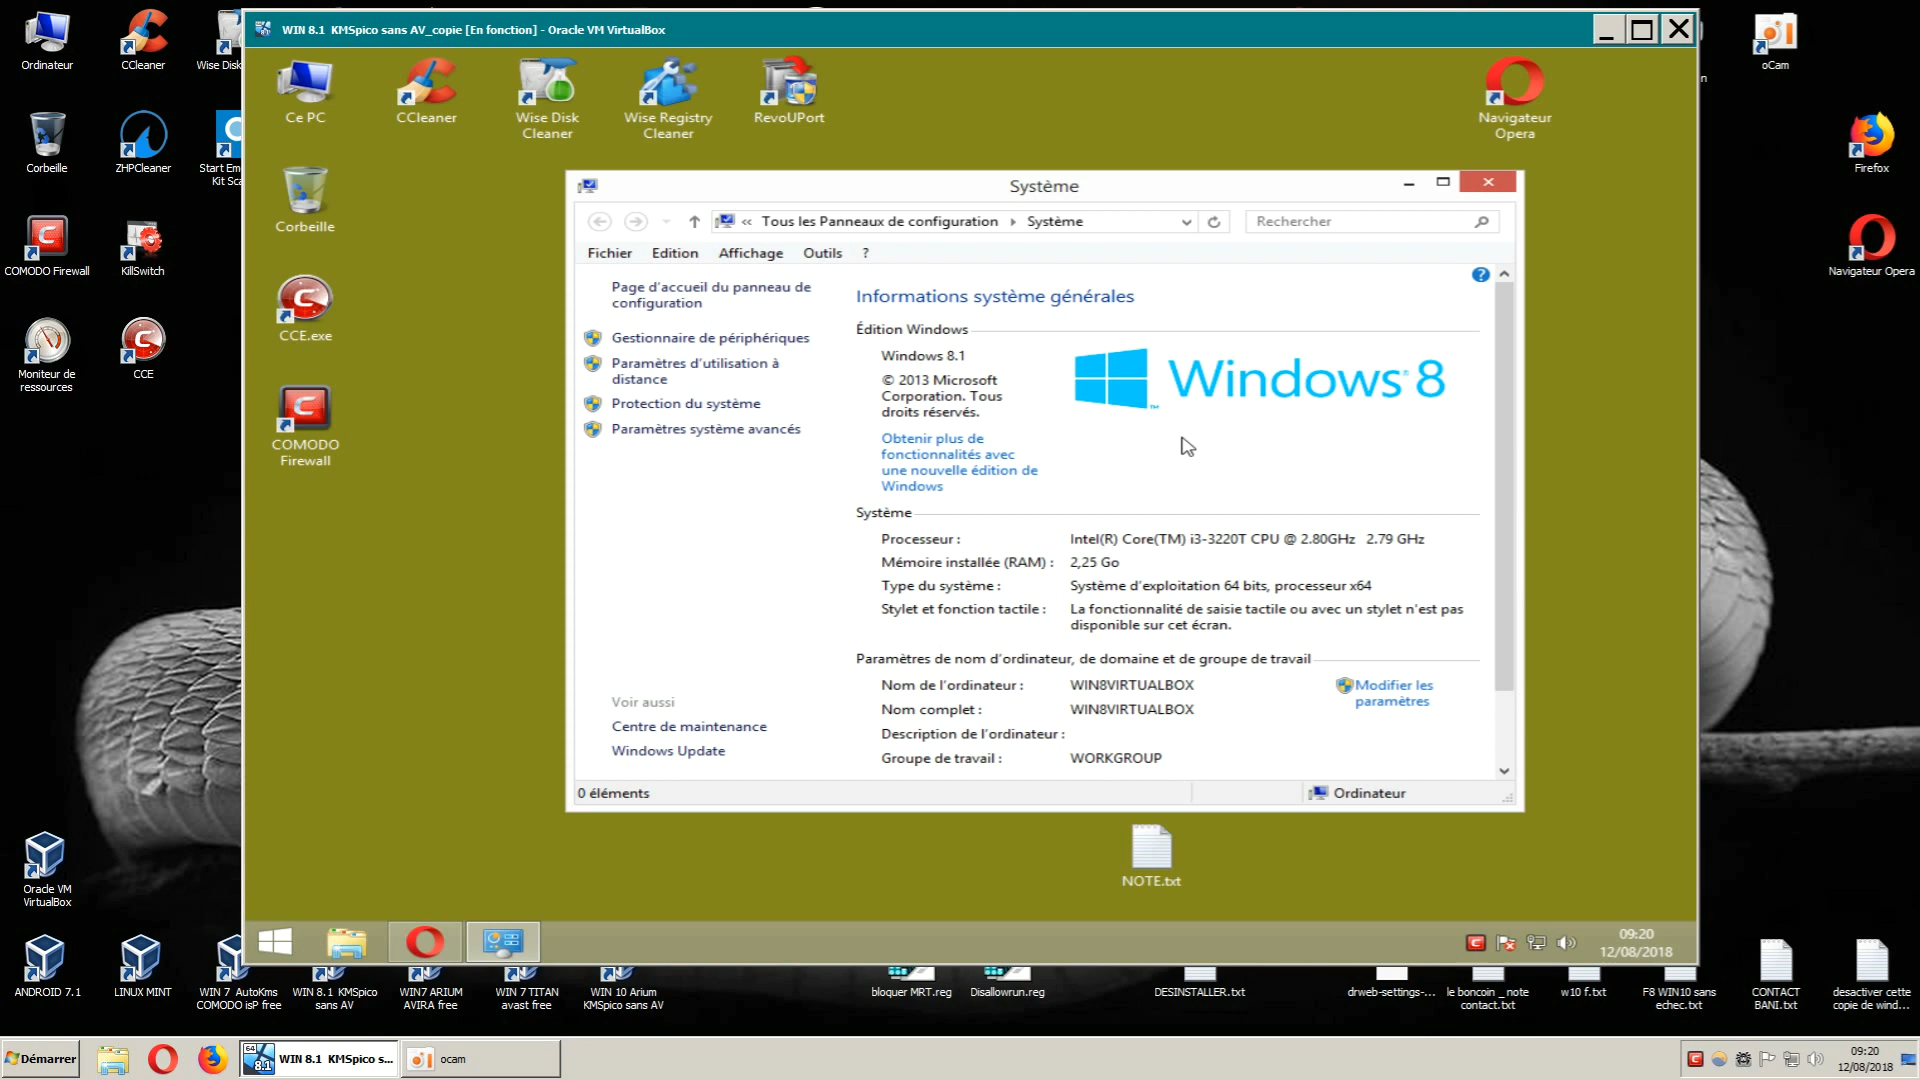 WIN 8.1 KMSpico sans AV_copie [En fonction] - Oracle VM VirtualBox
Ordinateur
CCleaner
Wise Disk
oCam
Corbeille
ZHPCleaner
Start Em
Kit Sca
Firefox
COMODO Firewall
KillSwitch
Navigateur Opera
Moniteur de
ressources
CCE
Oracle VM
VirtualBox
Ce PC
CCleaner
Wise Disk
Cleaner
Wise Registry
Cleaner
RevoUPort
Navigateur
Opera
Corbeille
CCE.exe
COMODO
Firewall
Système
« Tous les Panneaux de configuration
Système
Rechercher
Fichier Edition Affichage Outils ?
Page d'accueil du panneau de
configuration
Gestionnaire de périphériques
Paramètres d'utilisation à
distance
Protection du système
Paramètres système avancés
Voir aussi
Centre de maintenance
Windows Update
Informations système générales
Édition Windows
Windows 8.1
© 2013 Microsoft
Corporation. Tous
droits réservés.
Obtenir plus de
fonctionnalités avec
une nouvelle édition de
Windows
Windows® 8
Système
Processeur : Intel(R) Core(TM) i3-3220T CPU @ 2.80GHz 2.79 GHz
Mémoire installée (RAM) : 2,25 Go
Type du système : Système d'exploitation 64 bits, processeur x64
Stylet et fonction tactile : La fonctionnalité de saisie tactile ou avec un stylet n'est pas
disponible sur cet écran.
Paramètres de nom d'ordinateur, de domaine et de groupe de travail
Nom de l'ordinateur : WIN8VIRTUALBOX
Modifier les
paramètres
Nom complet : WIN8VIRTUALBOX
Description de l'ordinateur :
Groupe de travail : WORKGROUP
0 éléments
Ordinateur
NOTE.txt
09:20
12/08/2018
ANDROID 7.1
LINUX MINT
WIN 7 AutoKms
COMODO isP free
WIN 8.1 KMSpico
sans AV
WIN7 ARIUM
AVIRA free
WIN 7 TITAN
avast free
WIN 10 Arium
KMSpico sans AV
bloquer MRT.reg
Disallowrun.reg
DESINSTALLER.txt
drweb-settings-...
le boncoin _ note
contact.txt
w10 f.txt
F8 WIN10 sans
echec.txt
CONTACT
BANI.txt
desactiver cette
copie de wind...
Démarrer
64
8.1
WIN 8.1 KMSpico s...
ocam
09:20
12/08/2018